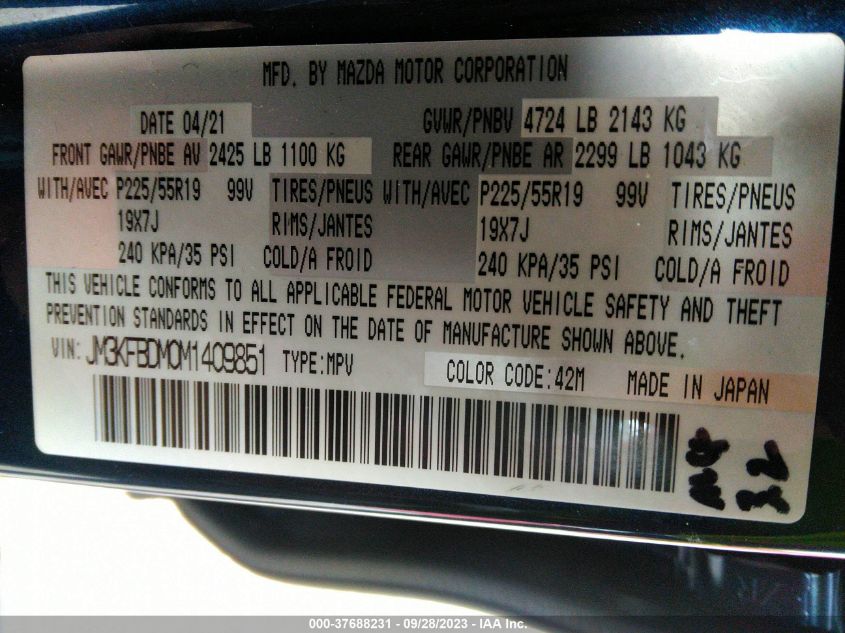 MFD. BY MAZDA MOTOR CORPORATION
DATE 04/21 GVWR/PNBV 4724 LB 2143 KG
FRONT GAWR/PNBE AV 2425 LB 1100 KG REAR GAWR/PNBE AR 2299 LB 1043 KG
WITH/AVEC P225/55R19 99V TIRES/PNEUS WITH/AVEC P225/55R19 99V TIRES/PNEUS
19X7J RIMS/JANTES 19X7J RIMS/JANTES
240 KPA/35 PSI COLD/A FROID 240 KPA/35 PSI COLD/A FROID
THIS VEHICLE CONFORMS TO ALL APPLICABLE FEDERAL MOTOR VEHICLE SAFETY AND THEFT
PREVENTION STANDARDS IN EFFECT ON THE DATE OF MANUFACTURE SHOWN ABOVE.
VIN: JM3KFBDM0M1409851 TYPE:MPV COLOR CODE:42M MADE IN JAPAN
32
000-37688231 - 09/28/2023 - IAA Inc.